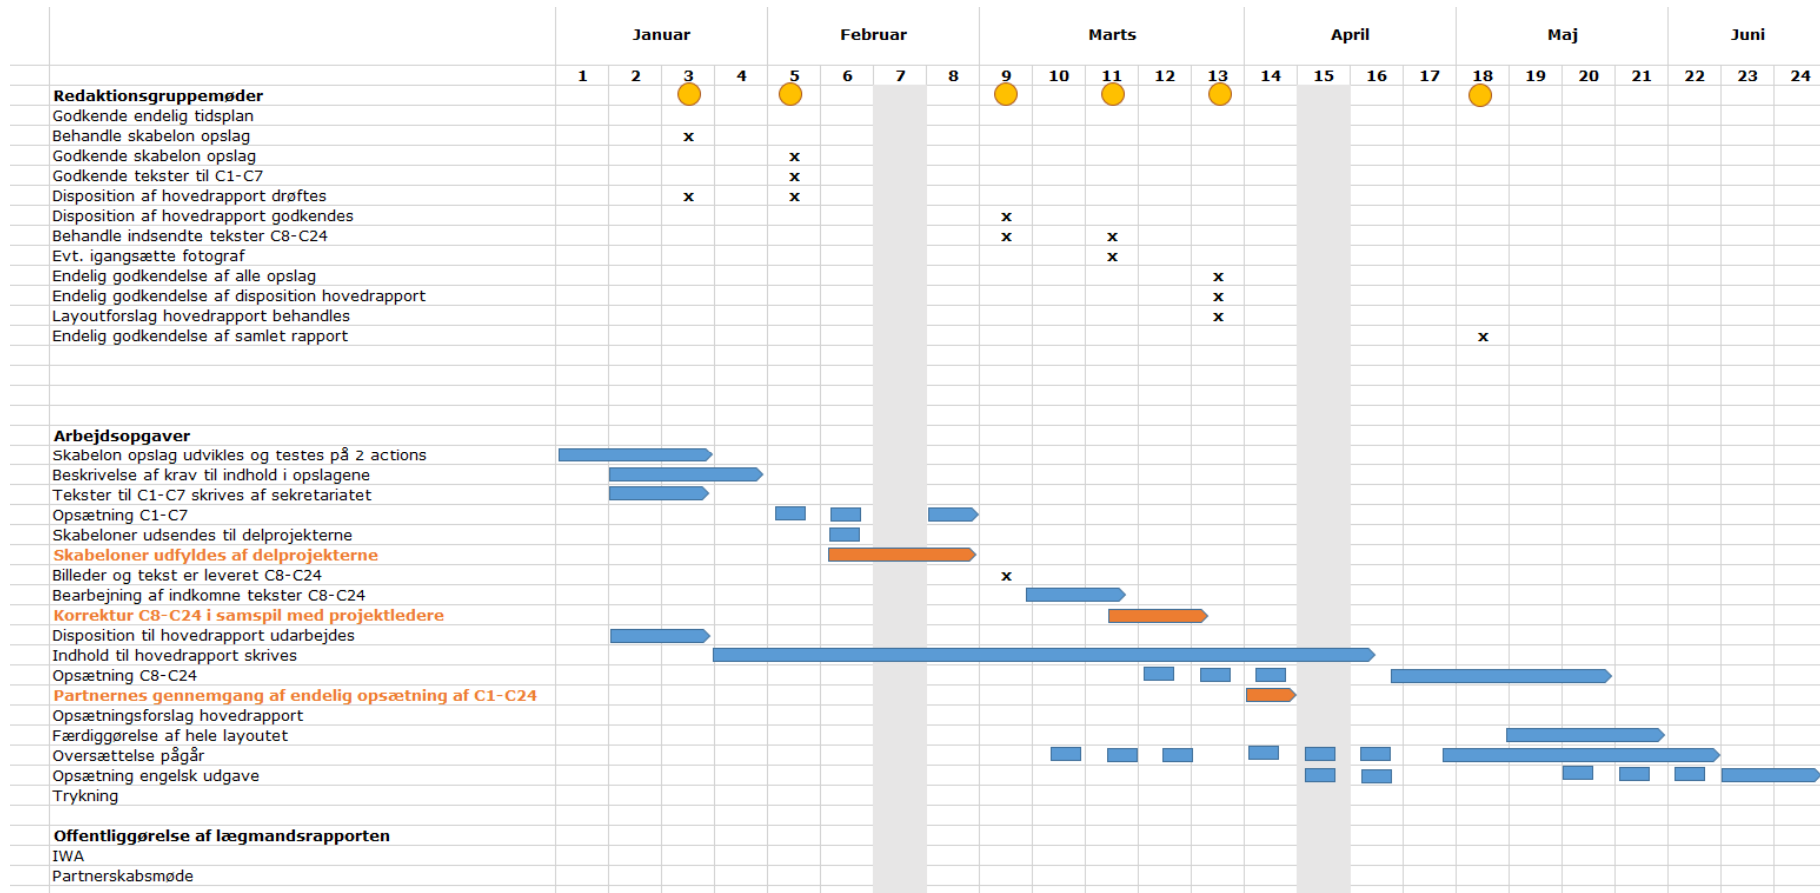 Januar Februar Marts April Maj Juni
1 2 3 4 5 6 7 8 9 10 11 12 13 14 15 16 17 18 19 20 21 22 23 24
Redaktionsgruppemøder
Godkende endelig tidsplan
Behandle skabelon opslag x
Godkende skabelon opslag x
Godkende tekster til C1-C7 x
Disposition af hovedrapport drøftes x x
Disposition af hovedrapport godkendes x
Behandle indsendte tekster C8-C24 x x
Evt. igangsætte fotograf x
Endelig godkendelse af alle opslag x
Endelig godkendelse af disposition hovedrapport x
Layoutforslag hovedrapport behandles x
Endelig godkendelse af samlet rapport x
Arbejdsopgaver
Skabelon opslag udvikles og testes på 2 actions
Beskrivelse af krav til indhold i opslagene
Tekster til C1-C7 skrives af sekretariatet
Opsætning C1-C7
Skabeloner udsendes til delprojekterne
Skabeloner udfyldes af delprojekterne
Billeder og tekst er leveret C8-C24 x
Bearbejning af indkomne tekster C8-C24
Korrektur C8-C24 i samspil med projektledere
Disposition til hovedrapport udarbejdes
Indhold til hovedrapport skrives
Opsætning C8-C24
Partnernes gennemgang af endelig opsætning af C1-C24
Opsætningsforslag hovedrapport
Færdiggørelse af hele layoutet
Oversættelse pågår
Opsætning engelsk udgave
Trykning
Offentliggørelse af lægmandsrapporten
IWA
Partnerskabsmøde